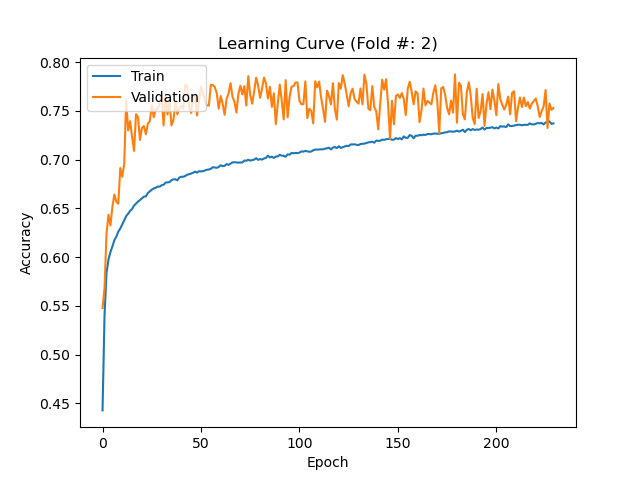 Learning Curve (Fold #: 2)
Train
Validation
0.80
0.75
0.70
0.65
0.60
0.55
0.50
0.45
Accuracy
0 50 100 150 200
Epoch